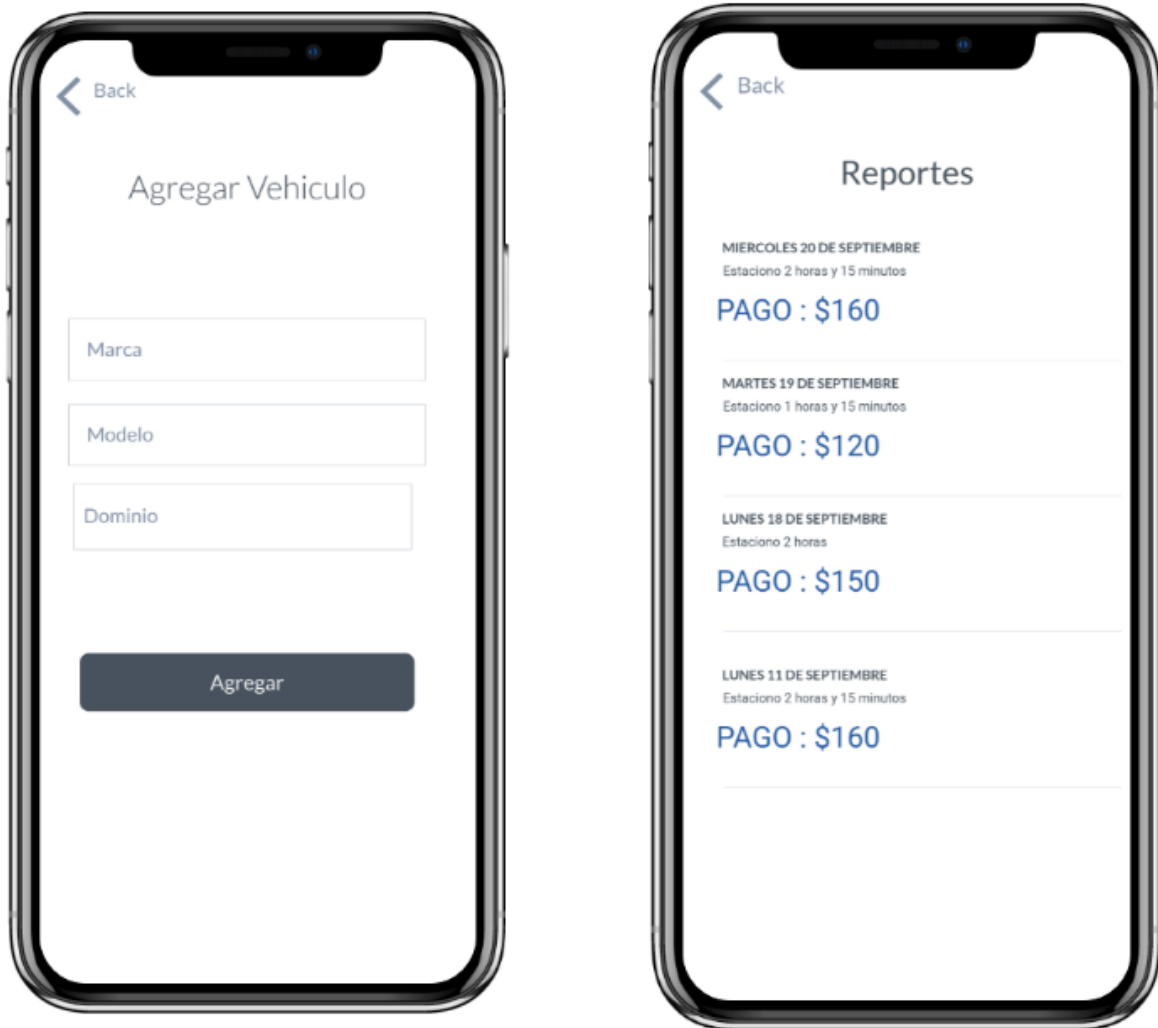 Back
Agregar Vehiculo
Marca
Modelo
Dominio
Agregar
Back
Reportes
MIERCOLES 20 DE SEPTIEMBRE
Estaciono 2 horas y 15 minutos
PAGO : $160
MARTES 19 DE SEPTIEMBRE
Estaciono 1 horas y 15 minutos
PAGO : $120
LUNES 18 DE SEPTIEMBRE
Estaciono 2 horas
PAGO : $150
LUNES 11 DE SEPTIEMBRE
Estaciono 2 horas y 15 minutos
PAGO : $160